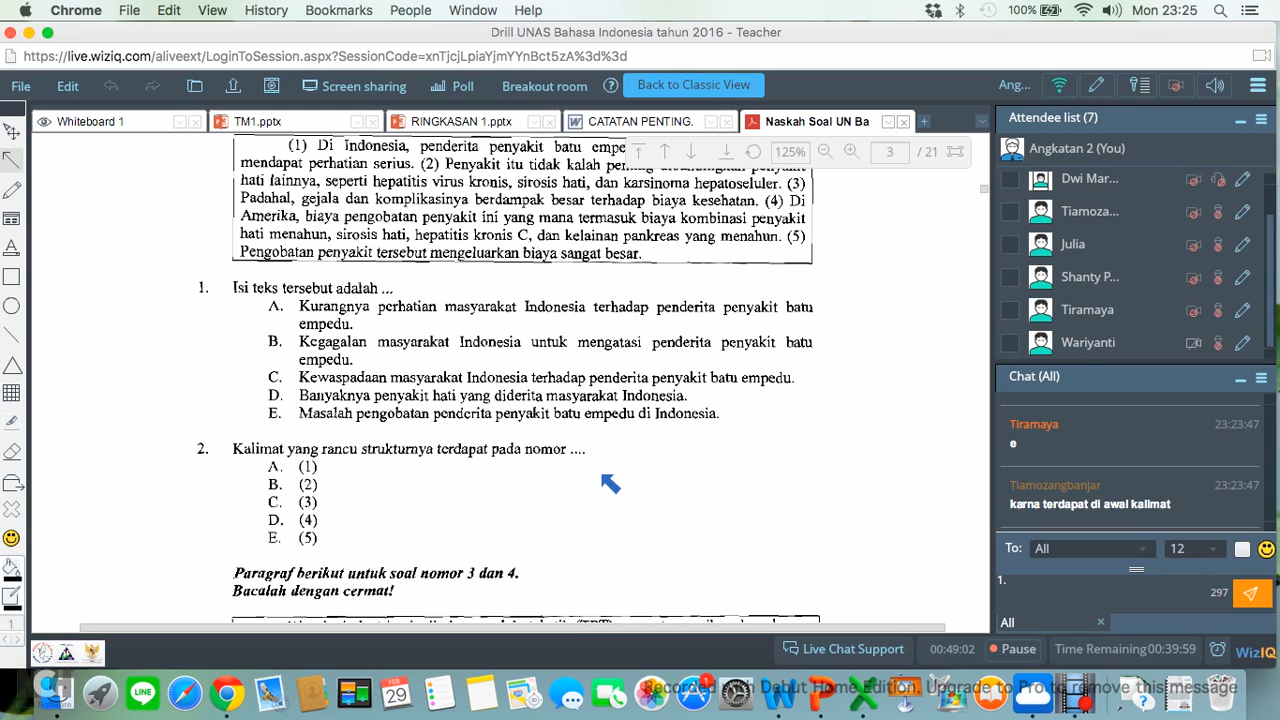 Chrome File Edit View History Bookmarks People Window Help 100% Mon 23:25
Drill UNAS Bahasa Indonesia tahun 2016 - Teacher
https://live.wiziq.com/aliveext/LoginToSession.aspx?SessionCode=xnTjcjLpiaYjmYYnBct5zA%3d%3d
File Edit Screen sharing Poll Breakout room Back to Classic View Ang...
Whiteboard 1 TM1.pptx RINGKASAN 1.pptx CATATAN PENTING. Naskah Soal UN Ba
125% 3 / 21
(1) Di Indonesia, penderita penyakit batu empe
mendapat perhatian serius. (2) Penyakit itu tidak kalah
hati lainnya, seperti hepatitis virus kronis, sirosis hati, dan karsinoma hepatoseluler. (3)
Padahal, gejala dan komplikasinya berdampak besar terhadap biaya kesehatan. (4) Di
Amerika, biaya pengobatan penyakit ini yang mana termasuk biaya kombinasi penyakit
hati menahun, sirosis hati, hepatitis kronis C, dan kelainan pankreas yang menahun. (5)
Pengobatan penyakit tersebut mengeluarkan biaya sangat besar.
1. Isi teks tersebut adalah ...
A. Kurangnya perhatian masyarakat Indonesia terhadap penderita penyakit batu
empedu.
B. Kegagalan masyarakat Indonesia untuk mengatasi penderita penyakit batu
empedu.
C. Kewaspadaan masyarakat Indonesia terhadap penderita penyakit batu empedu.
D. Banyaknya penyakit hati yang diderita masyarakat Indonesia.
E. Masalah pengobatan penderita penyakit batu empedu di Indonesia.
2. Kalimat yang rancu strukturnya terdapat pada nomor ....
A. (1)
B. (2)
C. (3)
D. (4)
E. (5)
Paragraf berikut untuk soal nomor 3 dan 4.
Bacalah dengan cermat!
Attendee list (7)
Angkatan 2 (You)
Dwi Mar...
Tiamoza...
Julia
Shanty P...
Tiramaya
Wariyanti
Chat (All)
Tiramaya 23:23:47
e
Tiamozangbanjar 23:23:47
karna terdapat di awal kalimat
To: All 12
1.
297
All
Live Chat Support 00:49:02 Pause Time Remaining 00:39:59 WizIQ
1
LINE
FEB
29
Recorded with Debut Home Edition. Upgrade to Pro to remove this message